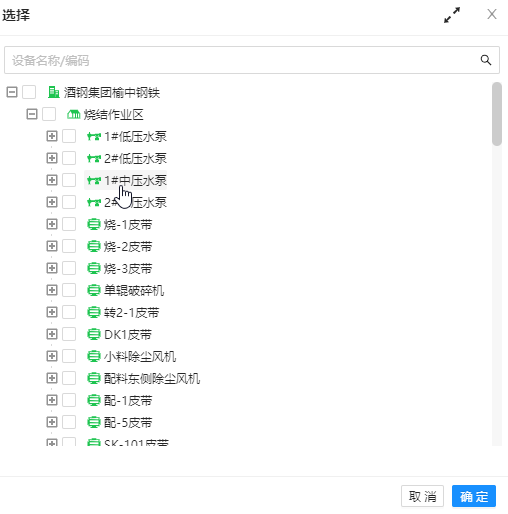 选择
设备名称/编码
酒钢集团榆中钢铁
烧结作业区
1#低压水泵
2#低压水泵
1#中压水泵
2#压水泵
烧-1皮带
烧-2皮带
烧-3皮带
单辊破碎机
转2-1皮带
DK1皮带
小料除尘风机
配料东侧除尘风机
配-1皮带
配-5皮带
SK-101皮带
取 消
确 定